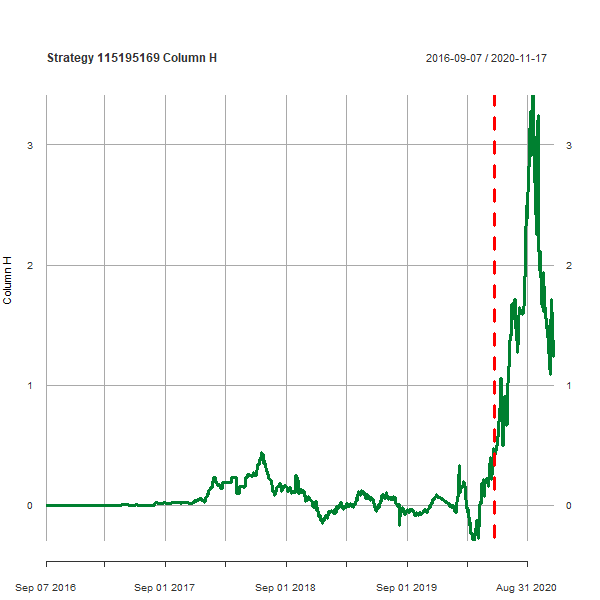 Strategy 115195169 Column H
2016-09-07 / 2020-11-17
3
3
2
2
Column H
1
1
0
0
Sep 07 2016
Sep 01 2017
Sep 01 2018
Sep 01 2019
Aug 31 2020